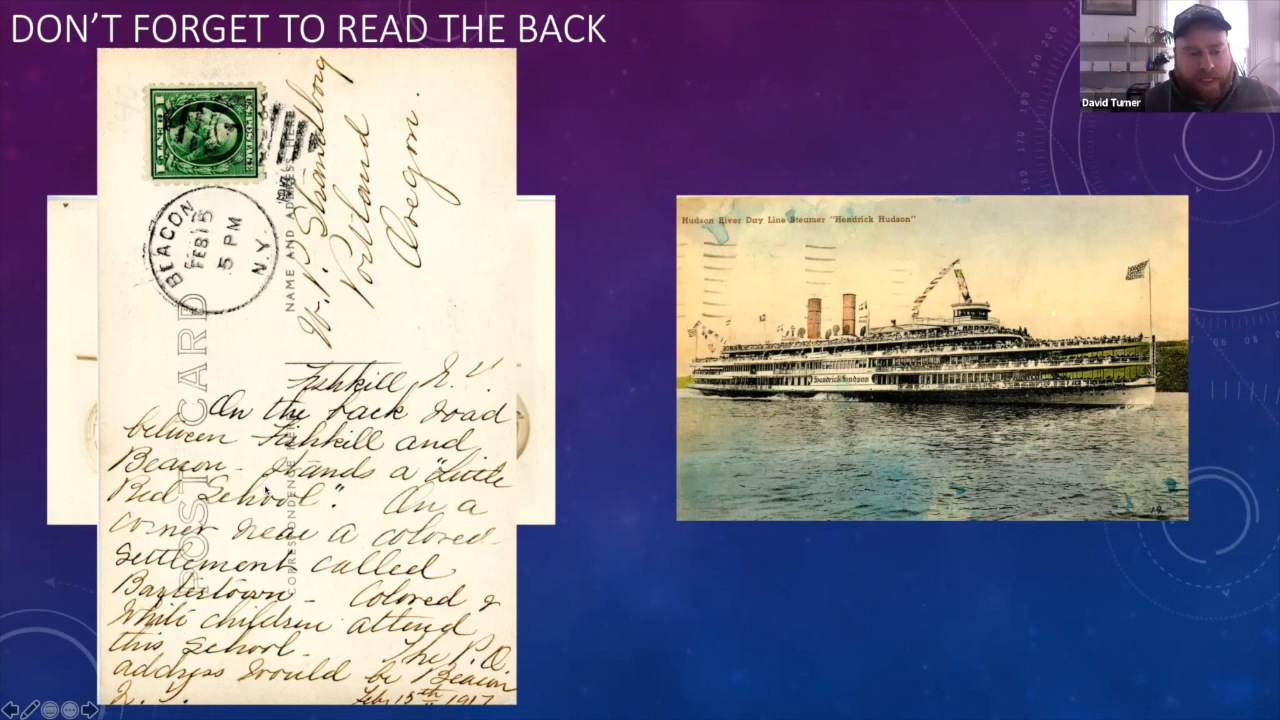 DON'T FORGET TO READ THE BACK
David Turner
BEACON
FEB 15
5 PM
N.Y.
POST CARD
NAME AND ADDRESS
CORRESPONDENCE
W. P.
Portland
Oregon.
Fishkill, N. Y.
On the back road
between Fishkill and
Beacon - stands a "Little
Red School". On a
corner near a colored
settlement called
Baxtertown - Colored &
White children attend
this school - The P.O.
address would be Beacon
N. Y.
Feb, 15th 1917
Hudson River Day Line Steamer "Hendrick Hudson"
Hendrick Hudson